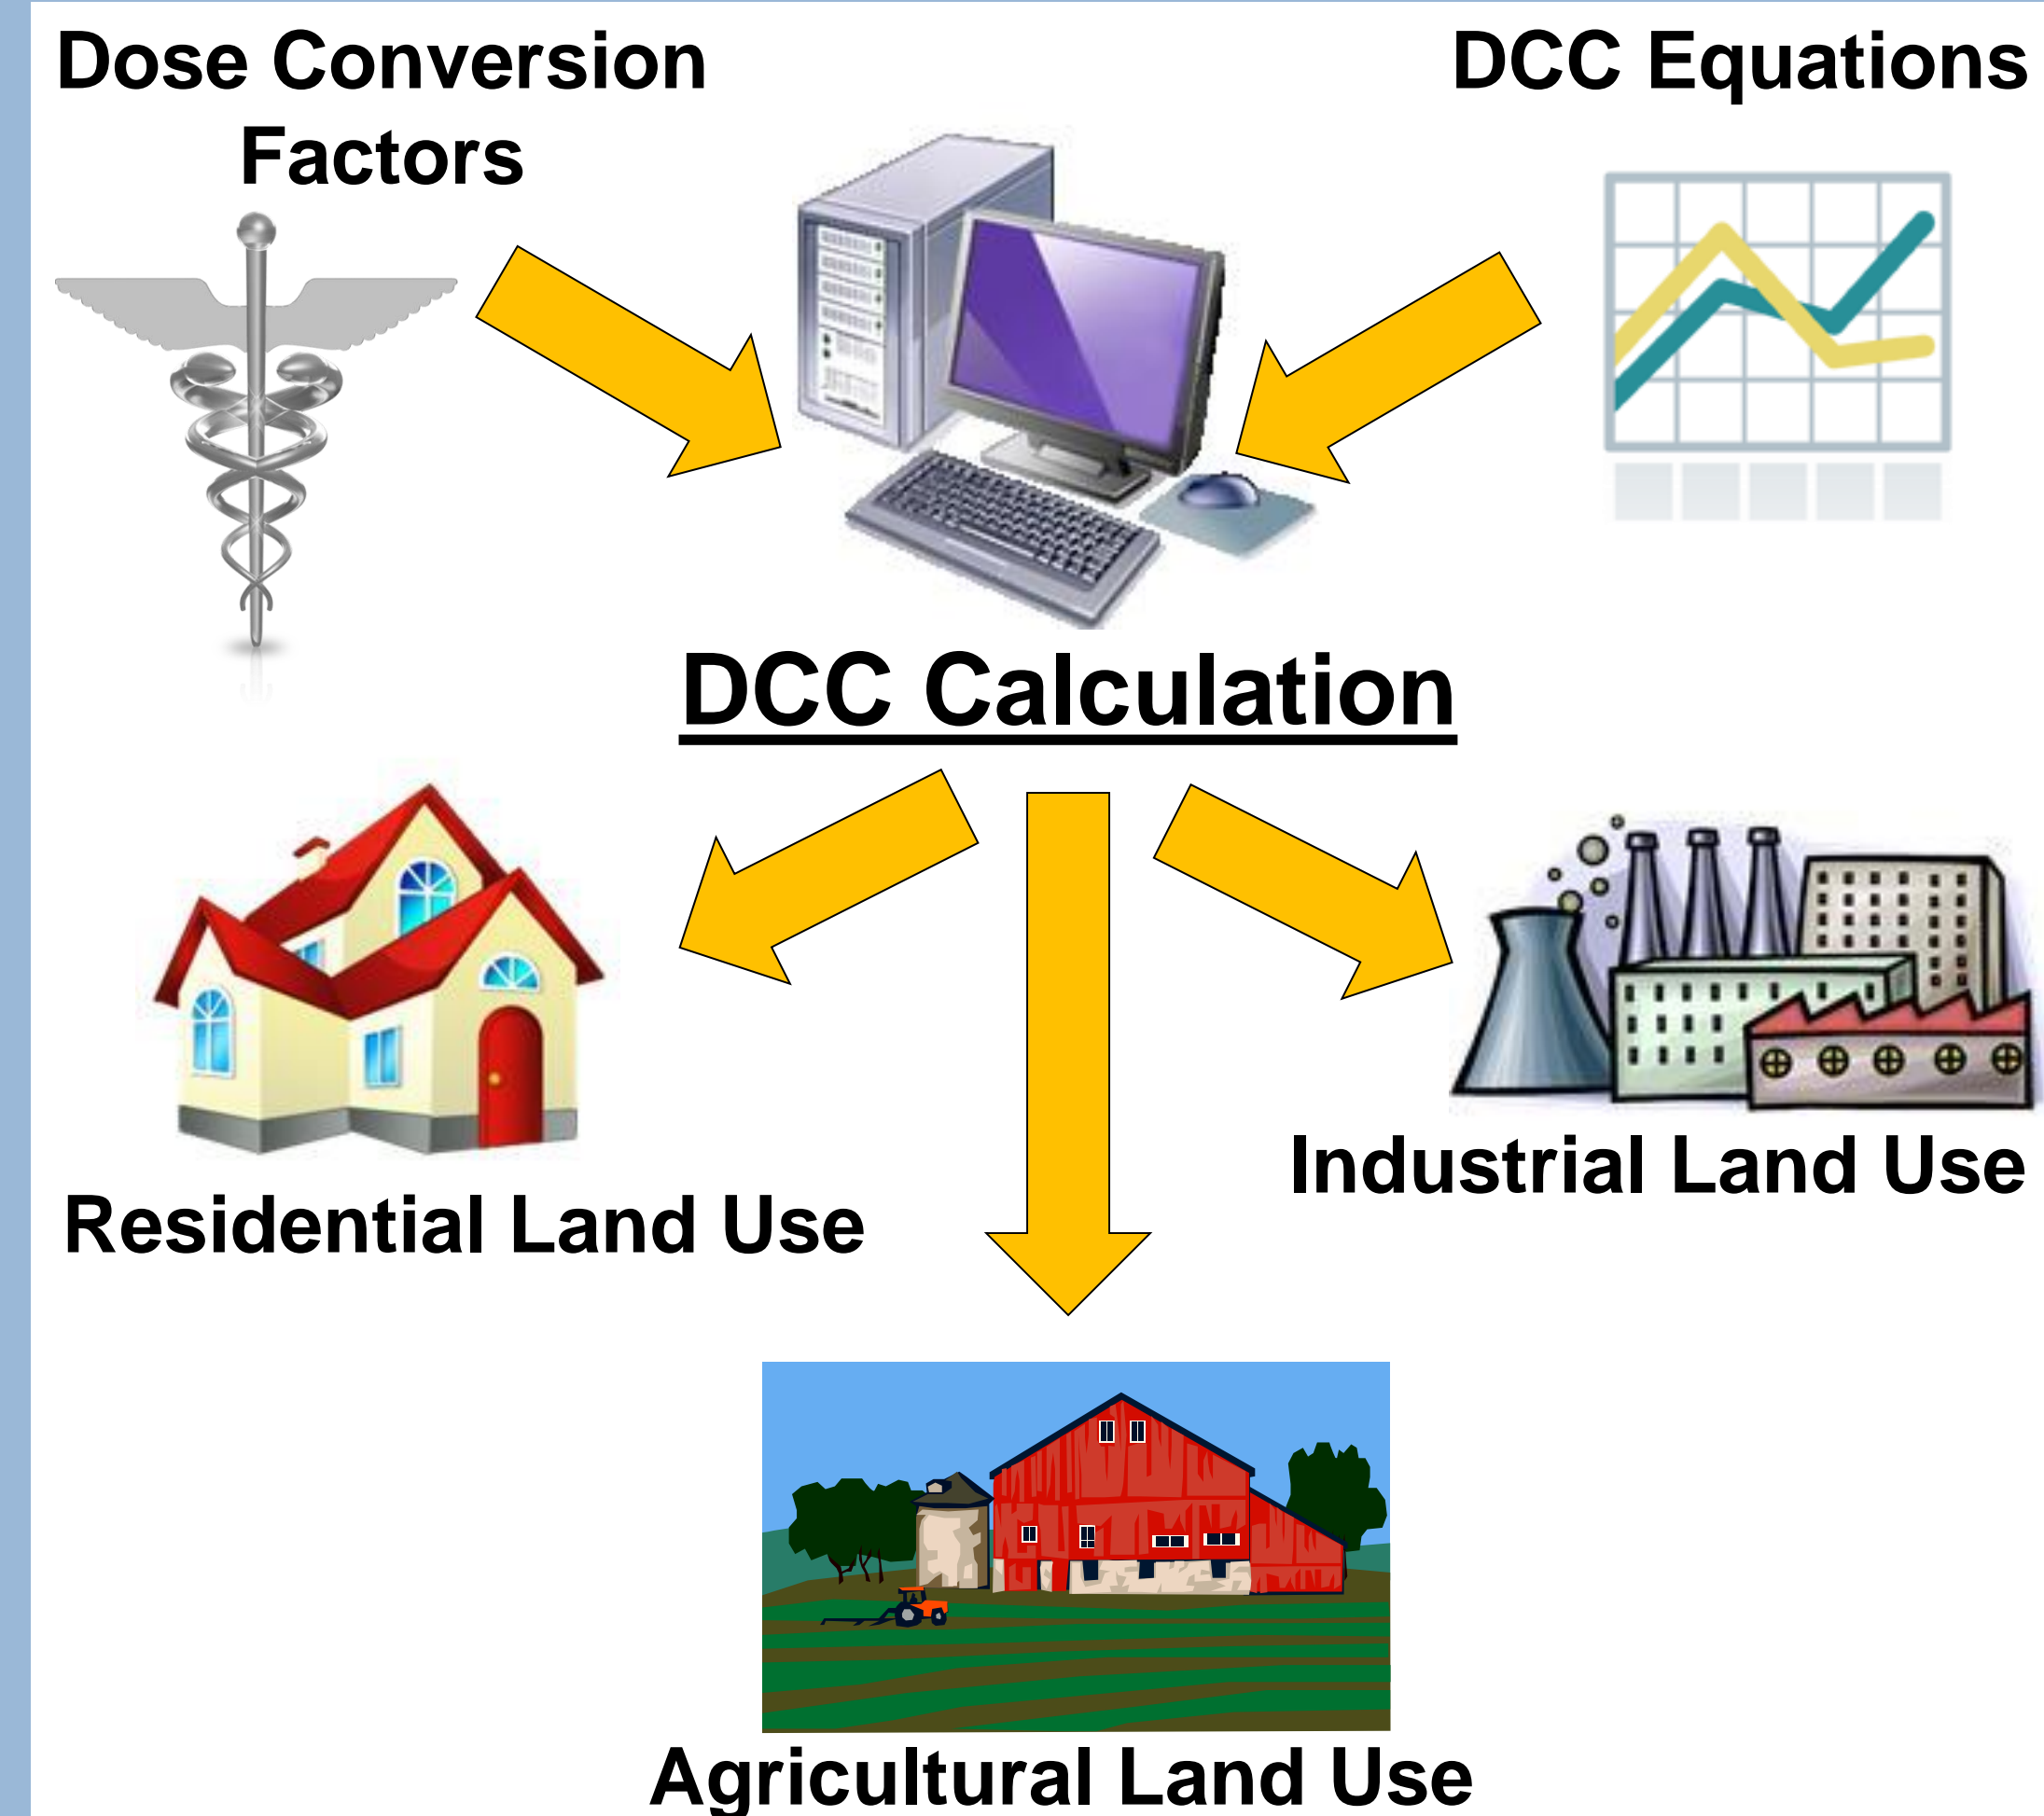 Dose Conversion
Factors
DCC Equations
DCC Calculation
Residential Land Use
Industrial Land Use
Agricultural Land Use